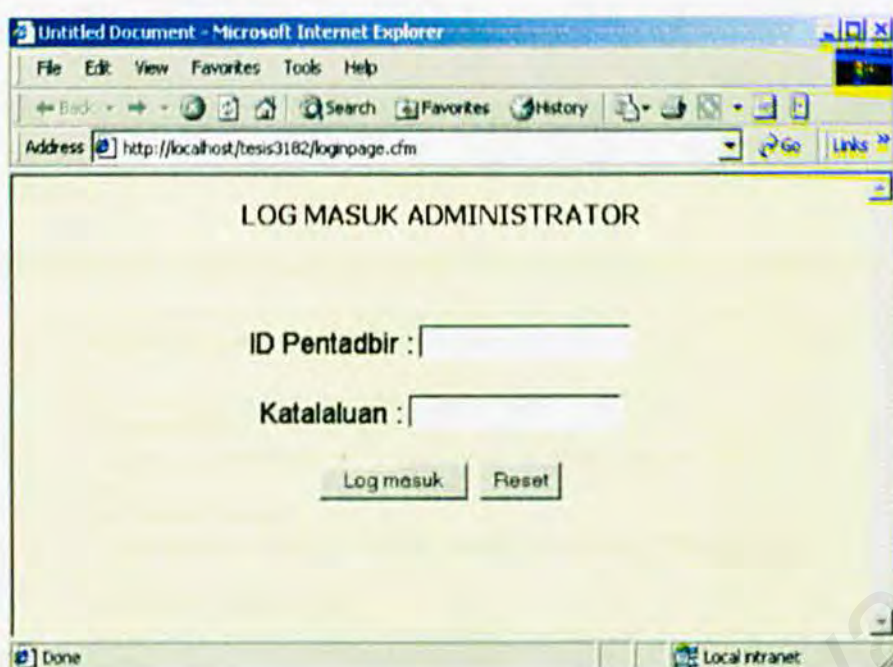 Untitled Document - Microsoft Internet Explorer
File Edit View Favorites Tools Help
Back Search Favorites History
Address http://localhost/tesis3182/loginpage.cfm Go Links »
LOG MASUK ADMINISTRATOR
ID Pentadbir :
Katalaluan :
Log masuk Reset
Done Local intranet